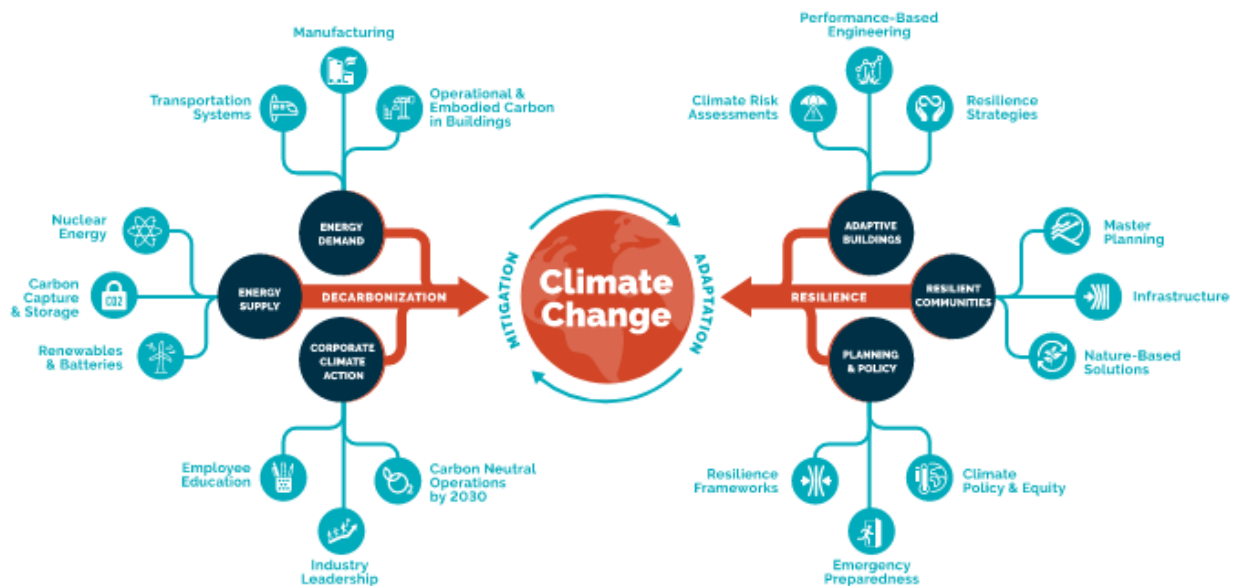 Manufacturing
Transportation
Systems
Operational &
Embodied Carbon
in Buildings
ENERGY
DEMAND
Nuclear
Energy
Carbon
Capture
& Storage
CO2
Renewables
& Batteries
ENERGY
SUPPLY
DECARBONIZATION
CORPORATE
CLIMATE
ACTION
Employee
Education
Industry
Leadership
O2
Carbon Neutral
Operations
by 2030
MITIGATION
Climate
Change
ADAPTATION
Performance-Based
Engineering
Climate Risk
Assessments
Resilience
Strategies
ADAPTIVE
BUILDINGS
RESILIENCE
RESILIENT
COMMUNITIES
Master
Planning
Infrastructure
Nature-Based
Solutions
PLANNING
& POLICY
Resilience
Frameworks
Emergency
Preparedness
Climate
Policy & Equity